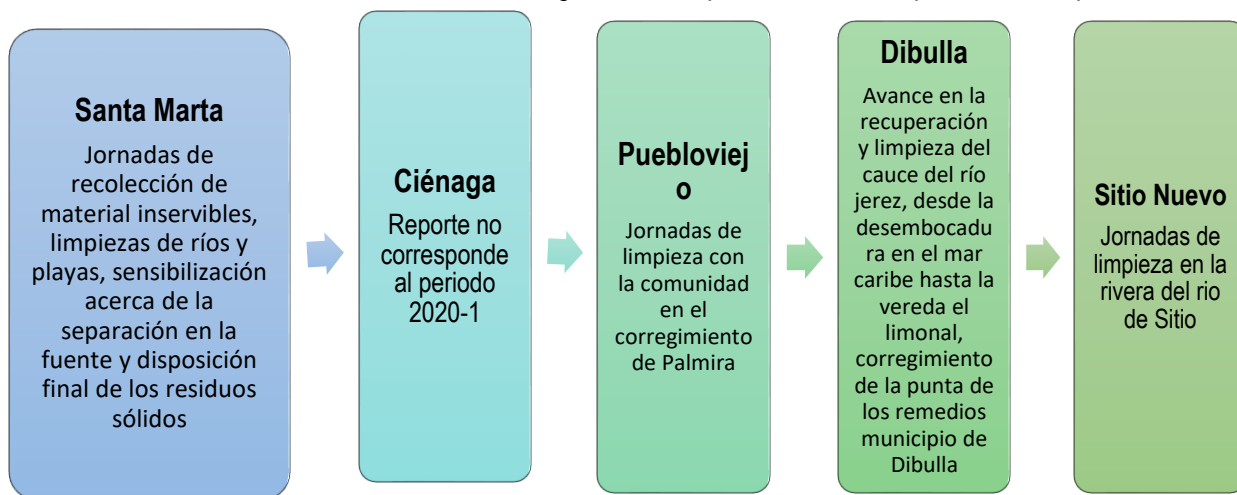 Santa Marta
Jornadas de
recolección de
material inservibles,
limpiezas de ríos y
playas, sensibilización
acerca de la
separación en la
fuente y disposición
final de los residuos
sólidos
Ciénaga
Reporte no
corresponde
al periodo
2020-1
Puebloviej
o
Jornadas de
limpieza con
la comunidad
en el
corregimiento
de Palmira
Dibulla
Avance en la
recuperación
y limpieza del
cauce del río
jerez, desde la
desembocadu
ra en el mar
caribe hasta la
vereda el
limonal,
corregimiento
de la punta de
los remedios
municipio de
Dibulla
Sitio Nuevo
Jornadas de
limpieza en la
rivera del rio
de Sitio